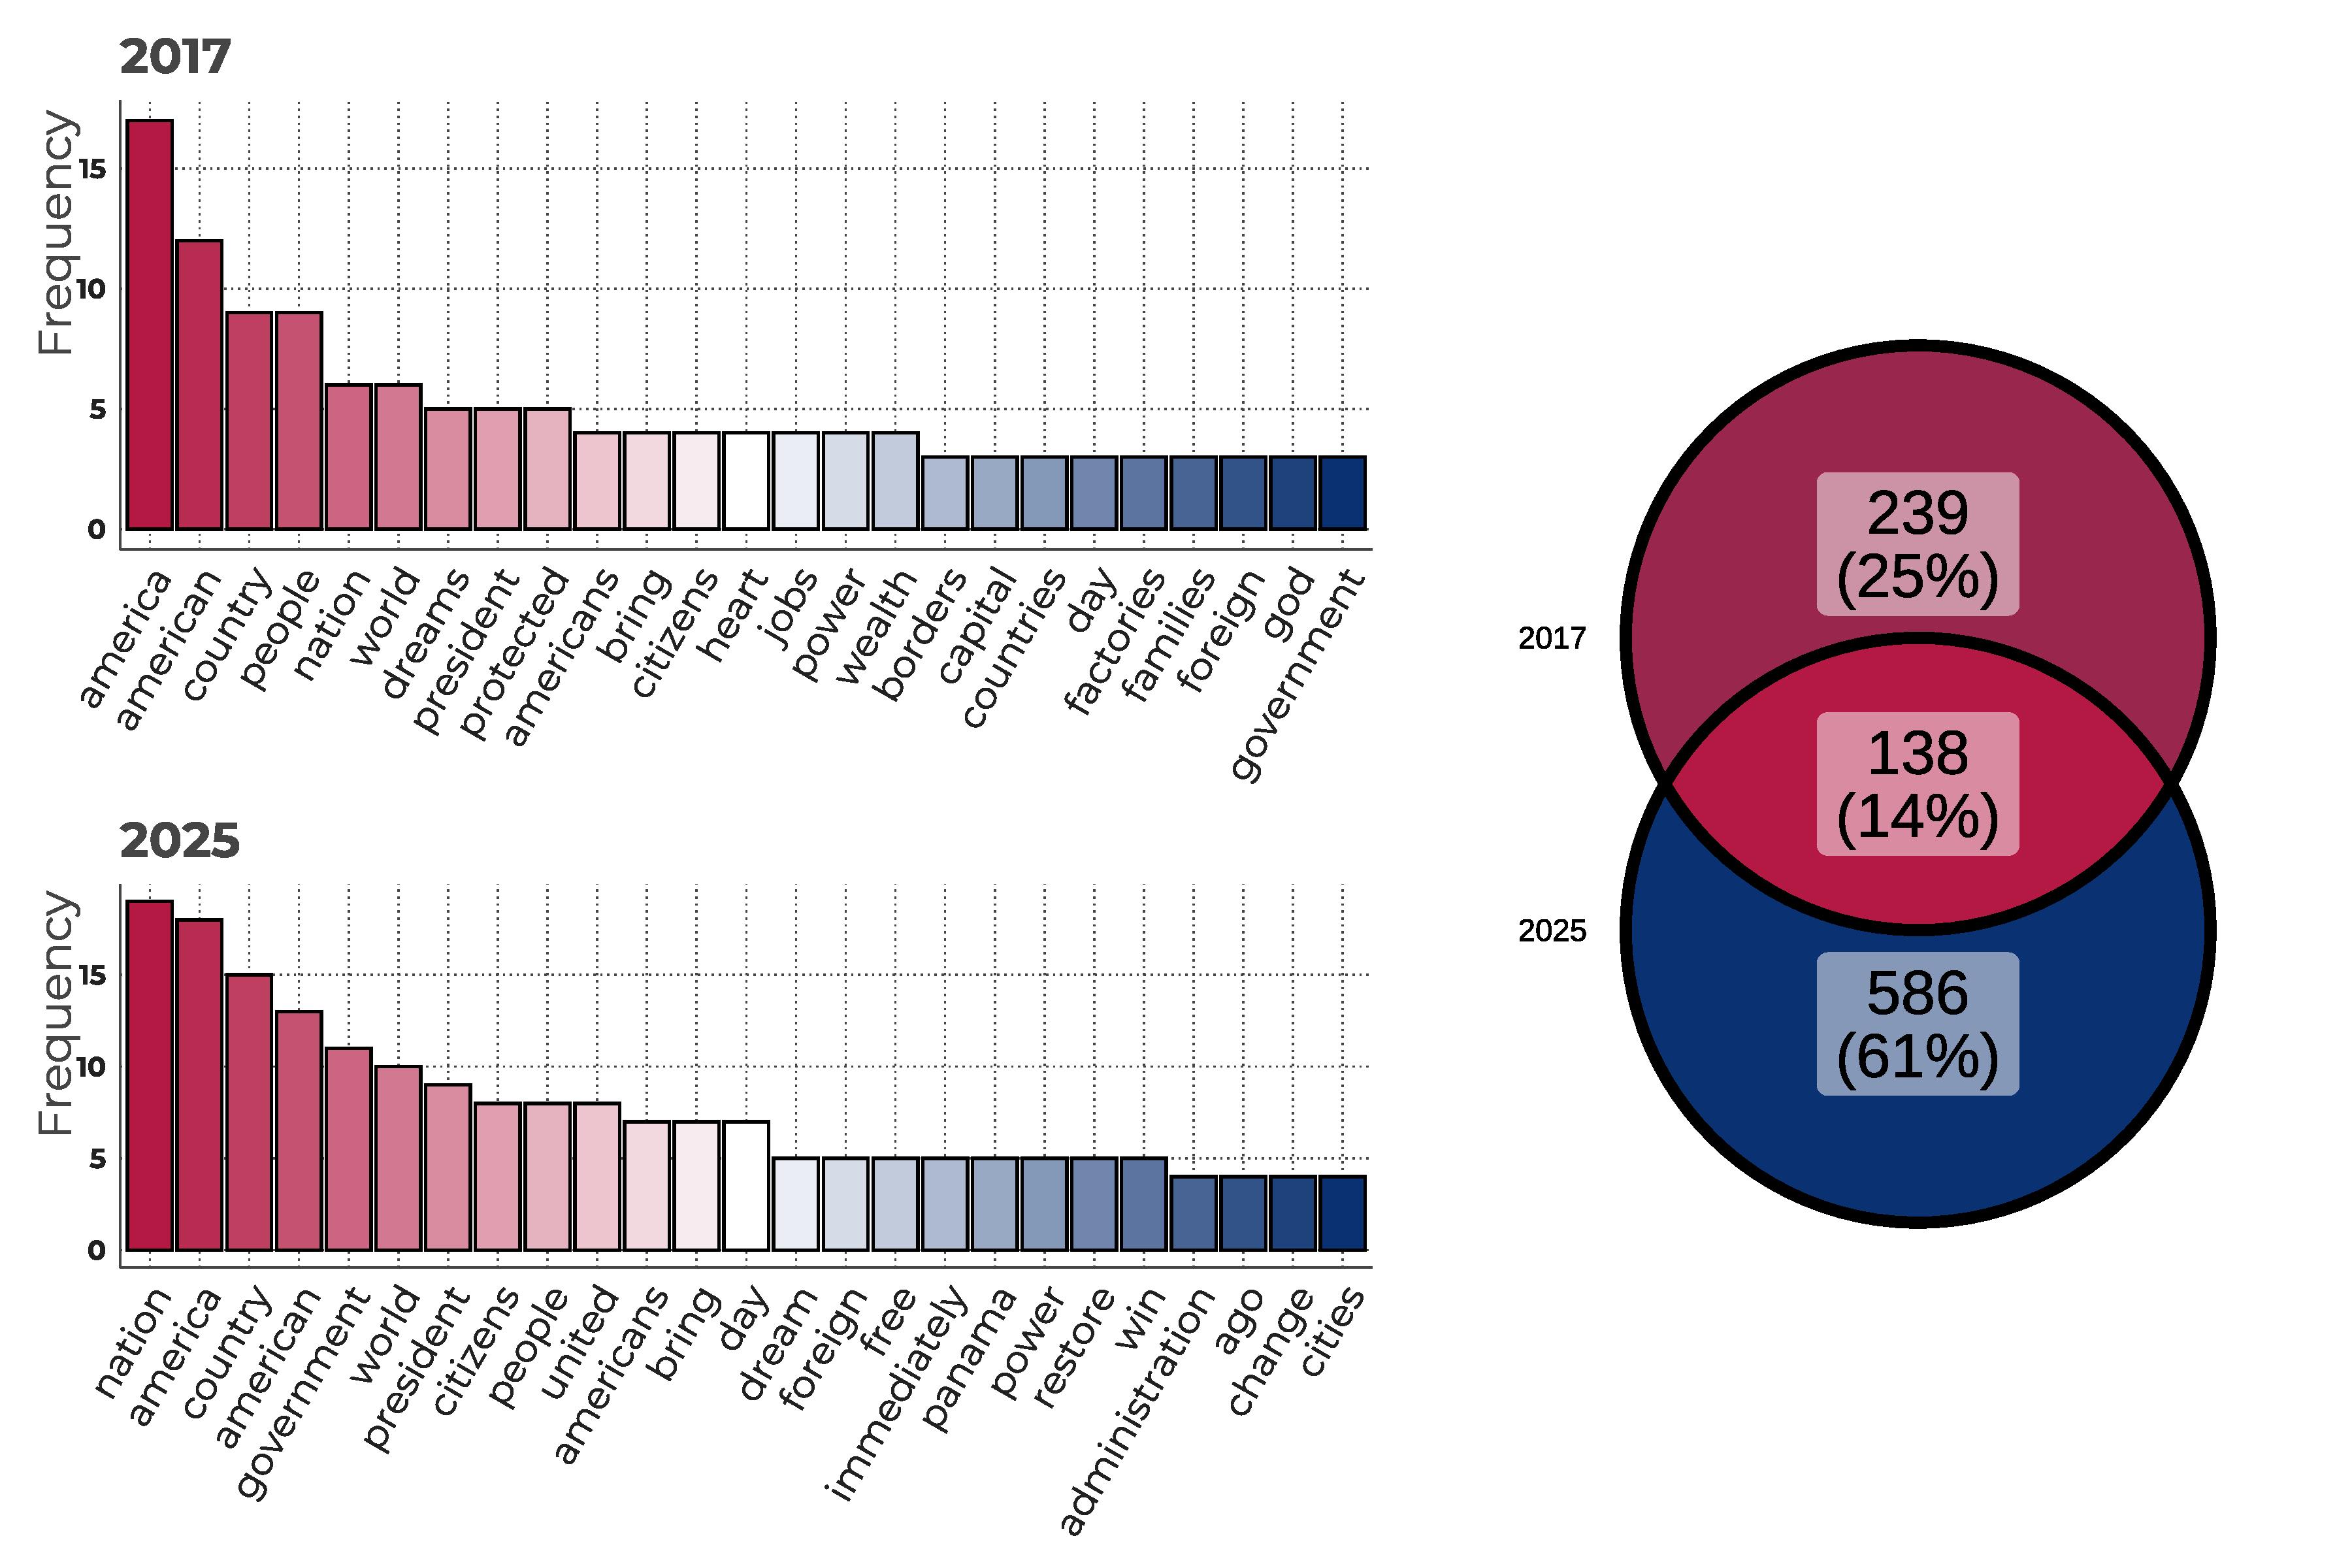 2017
Frequency
15
10
5
0
america
american
country
people
nation
world
dreams
president
protected
americans
bring
citizens
heart
jobs
power
wealth
borders
capital
countries
day
factories
families
foreign
god
government
2025
Frequency
15
10
5
0
nation
america
country
american
government
world
president
citizens
people
united
americans
bring
day
dream
foreign
free
immediately
panama
power
restore
win
administration
ago
change
cities
239
(25%)
2017
138
(14%)
2025
586
(61%)